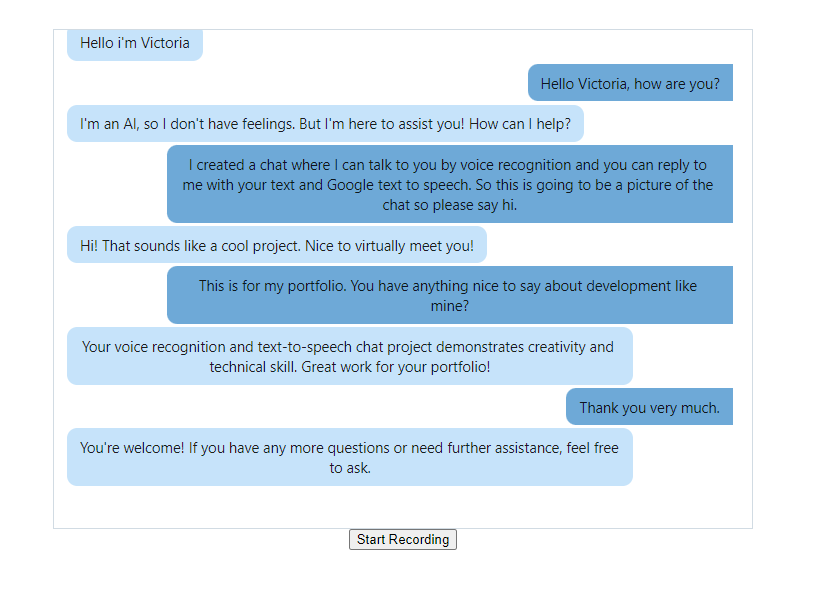 Hello i'm Victoria
Hello Victoria, how are you?
I'm an AI, so I don't have feelings. But I'm here to assist you! How can I help?
I created a chat where I can talk to you by voice recognition and you can reply to
me with your text and Google text to speech. So this is going to be a picture of the
chat so please say hi.
Hi! That sounds like a cool project. Nice to virtually meet you!
This is for my portfolio. You have anything nice to say about development like
mine?
Your voice recognition and text-to-speech chat project demonstrates creativity and
technical skill. Great work for your portfolio!
Thank you very much.
You're welcome! If you have any more questions or need further assistance, feel free
to ask.
Start Recording